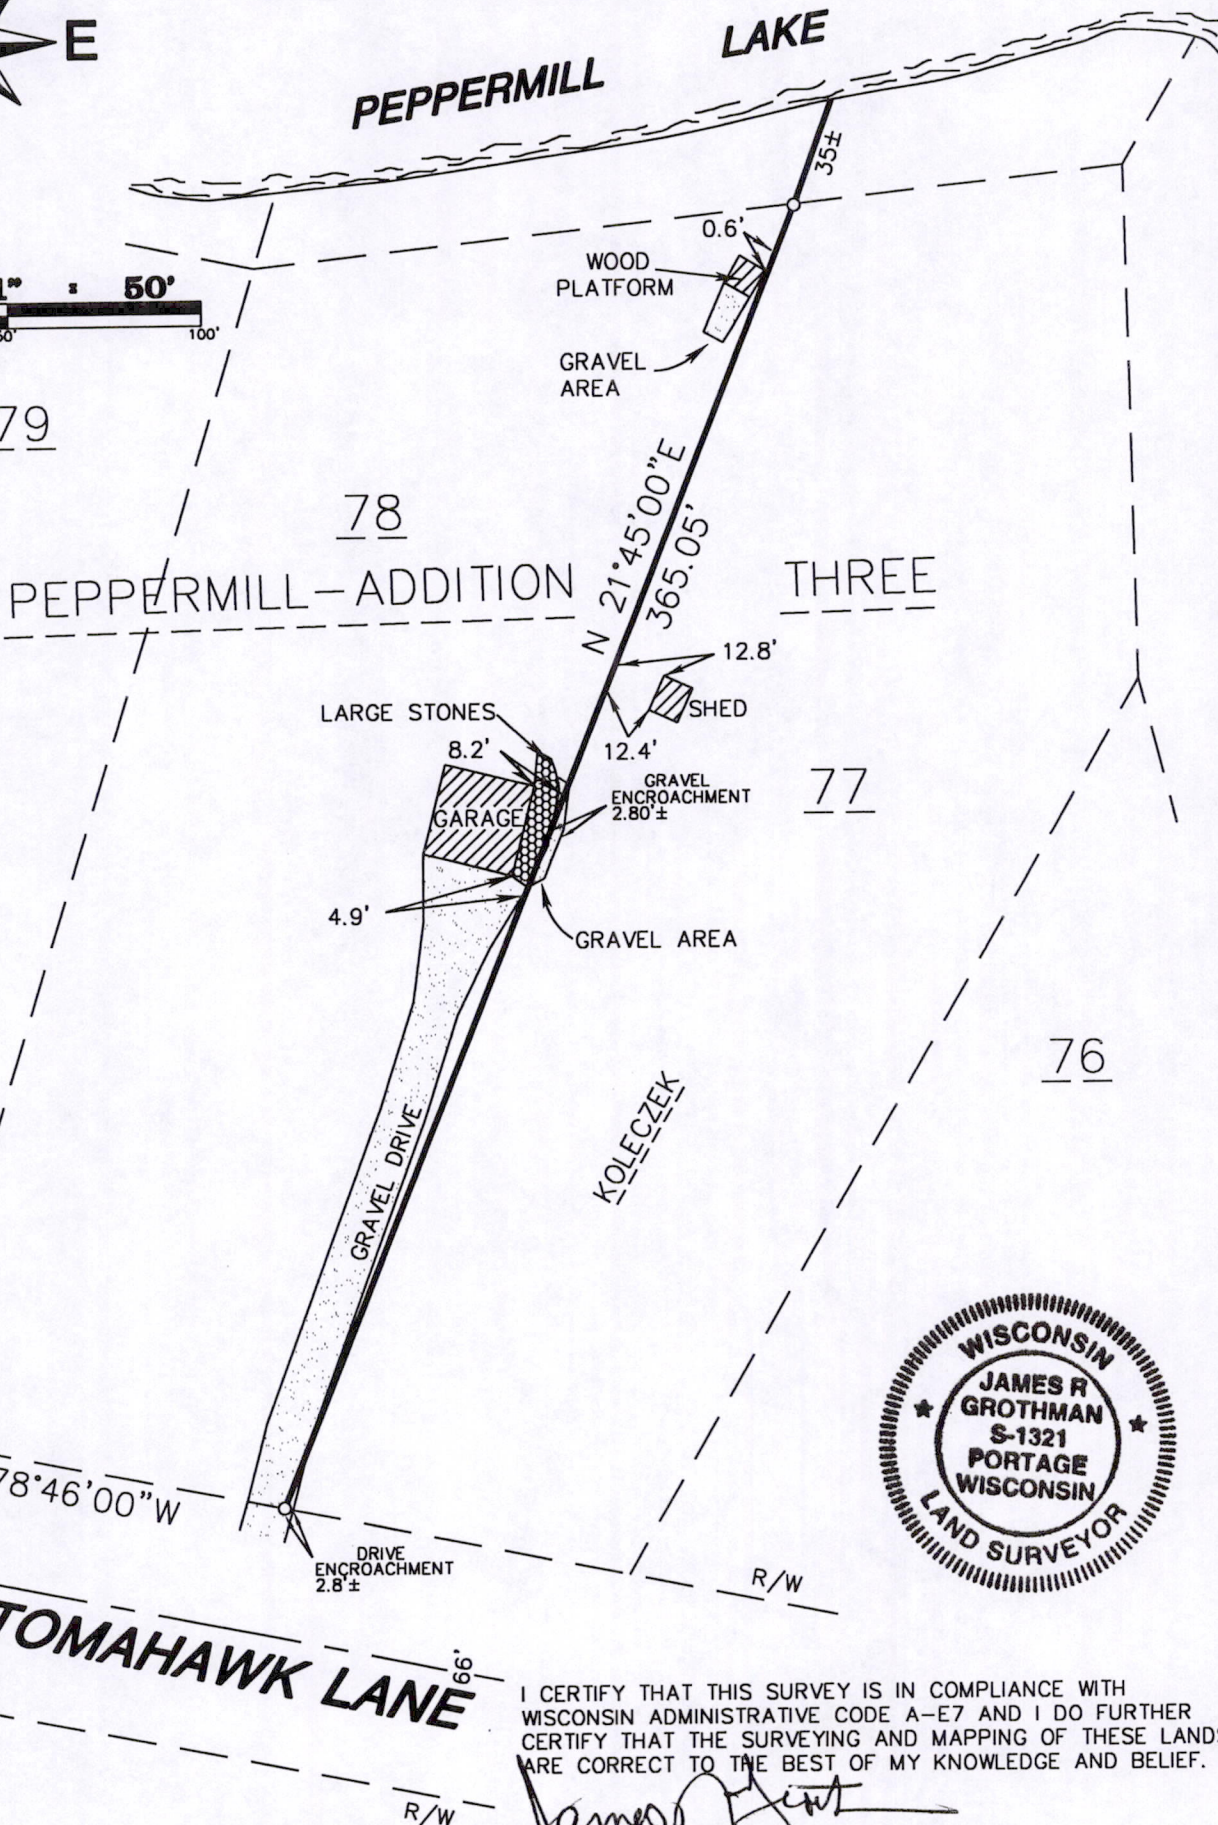 E
PEPPERMILL LAKE
35±
0.6'
WOOD
PLATFORM
1" : 50'
100'
GRAVEL
AREA
79
78
N 21°45'00"E
365.05'
PEPPERMILL-ADDITION THREE
12.8'
SHED
LARGE STONES
8.2'
12.4'
GRAVEL
ENCROACHMENT
2.80'±
77
GARAGE
4.9'
GRAVEL AREA
76
KOLECZEK
GRAVEL DRIVE
WISCONSIN
JAMES R
GROTHMAN
S-1321
PORTAGE
WISCONSIN
LAND SURVEYOR
78°46'00"W
DRIVE
ENCROACHMENT
2.8'±
R/W
TOMAHAWK LANE
66'
R/W
I CERTIFY THAT THIS SURVEY IS IN COMPLIANCE WITH
WISCONSIN ADMINISTRATIVE CODE A-E7 AND I DO FURTHER
CERTIFY THAT THE SURVEYING AND MAPPING OF THESE LANDS
ARE CORRECT TO THE BEST OF MY KNOWLEDGE AND BELIEF.